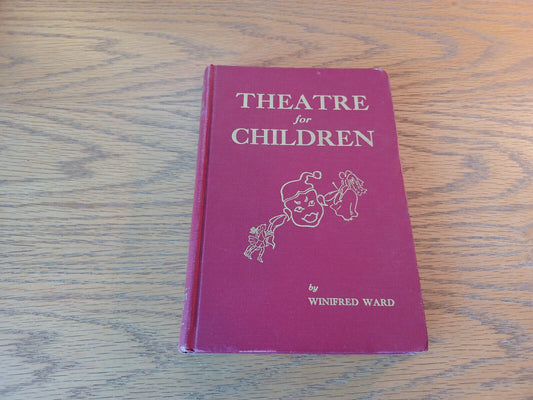 THEATRE
for
CHILDREN
by
WINIFRED WARD